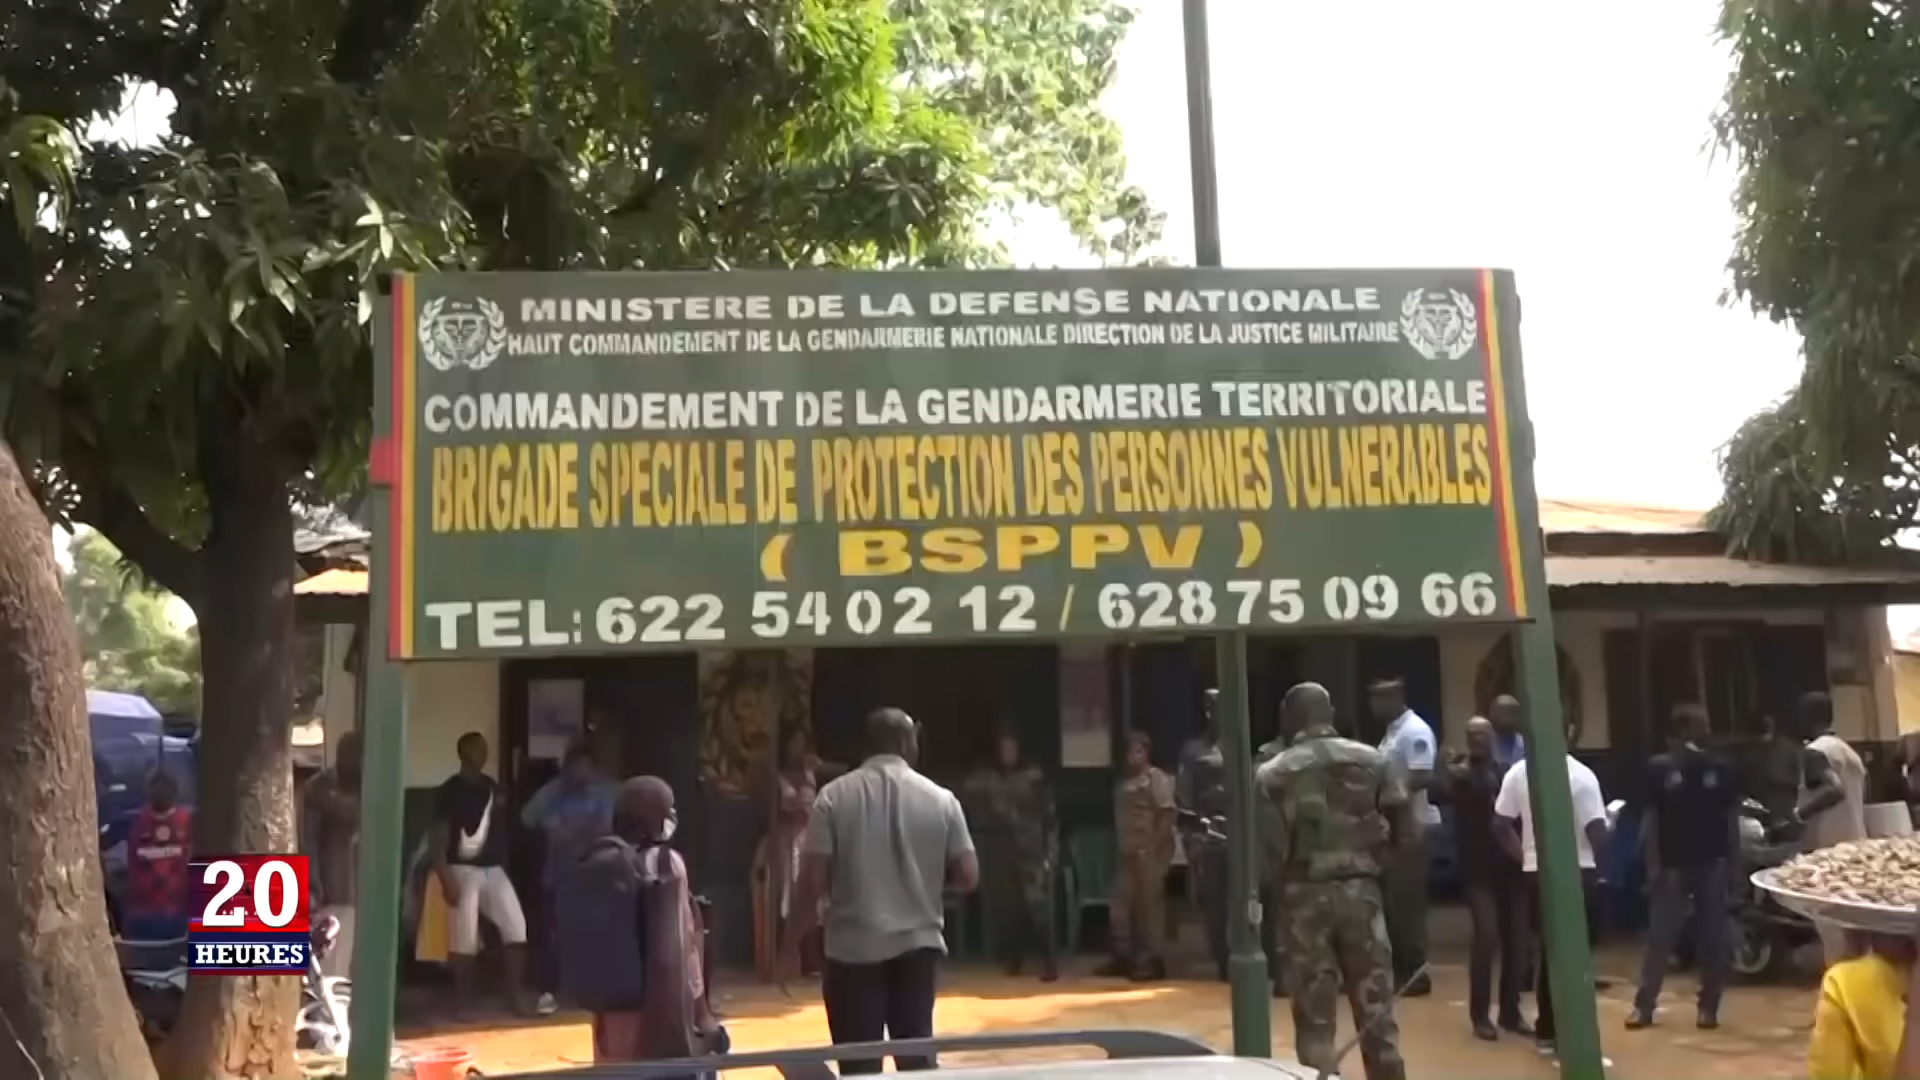 MINISTERE DE LA DEFENSE NATIONALE
HAUT COMMANDEMENT DE LA GENDARMERIE NATIONALE DIRECTION DE LA JUSTICE MILITAIRE
COMMANDEMENT DE LA GENDARMERIE TERRITORIALE
BRIGADE SPECIALE DE PROTECTION DES PERSONNES VULNERABLES
( BSPPV )
TEL: 622 54 02 12 / 628 75 09 66
20
HEURES